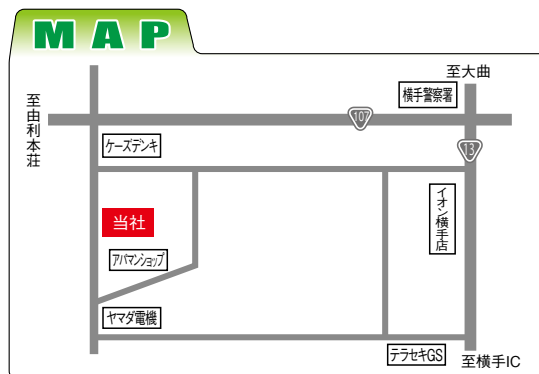 MAP
至大曲
横手警察署
至由利本荘
107
ケーズデンキ
13
イオン横手店
当社
アパマンショップ
ヤマダ電機
テラセキGS
至横手IC